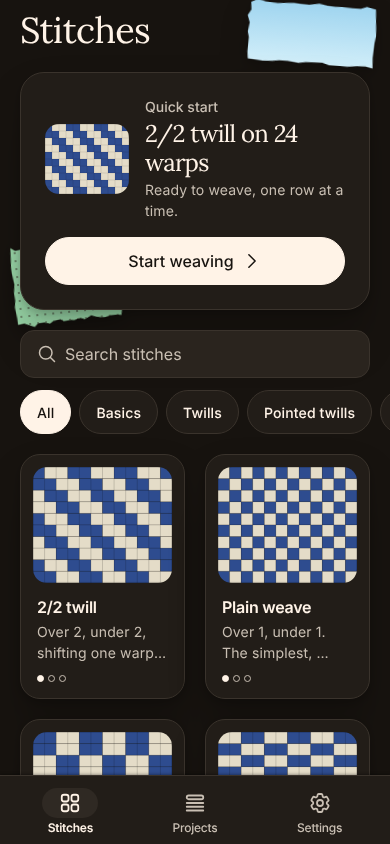 Stitches
Quick start
2/2 twill on 24
warps
Ready to weave, one row at a
time.
Start weaving
Search stitches
All
Basics
Twills
Pointed twills
2/2 twill
Over 2, under 2,
shifting one warp...
Plain weave
Over 1, under 1.
The simplest, ...
Stitches
Projects
Settings